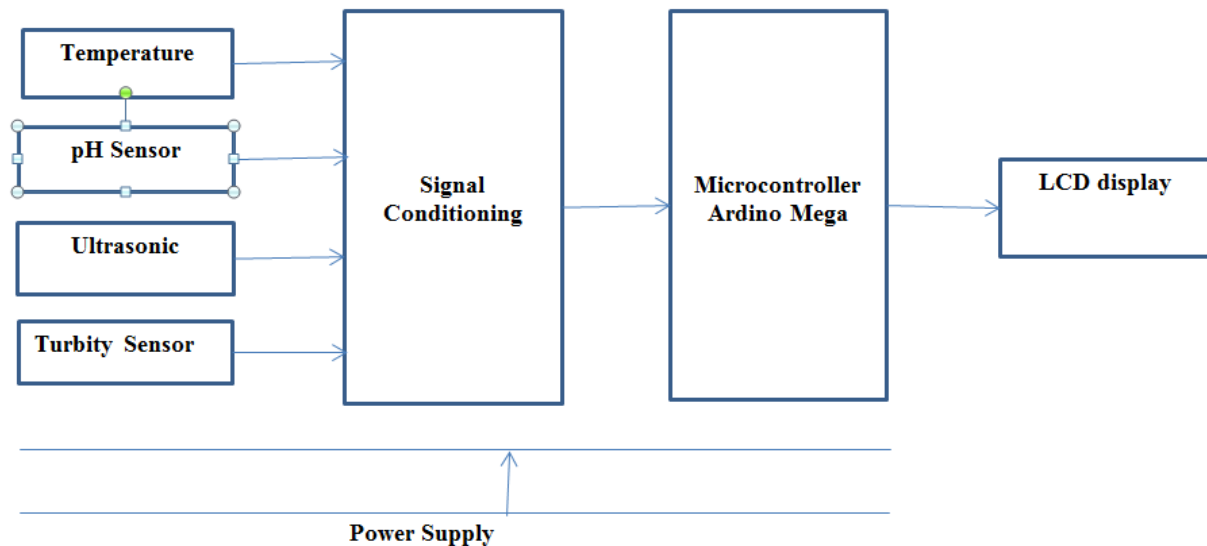 Temperature
pH Sensor
Ultrasonic
Turbity Sensor
Signal
Conditioning
Microcontroller
Ardino Mega
LCD display
Power Supply